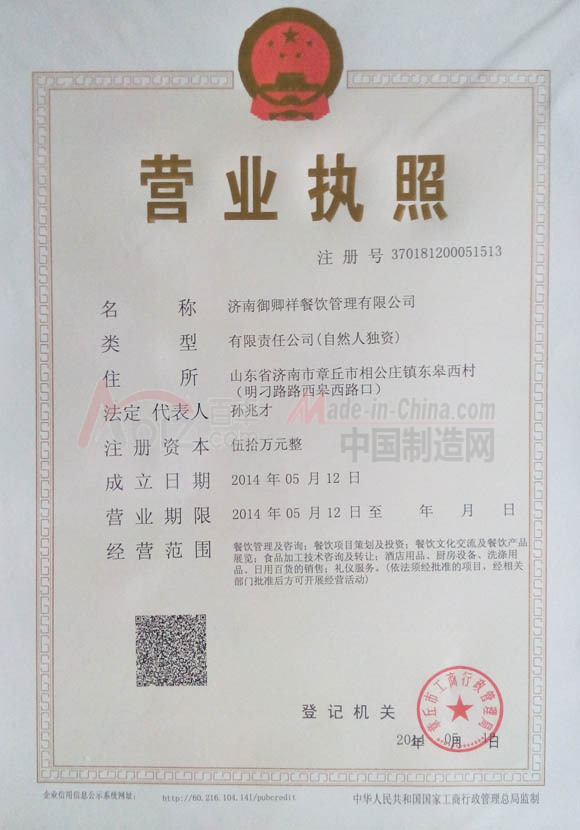 营业执照
注 册 号 370181200051513
名 称 济南御卿祥餐饮管理有限公司
类 型 有限责任公司(自然人独资)
住 所 山东省济南市章丘市相公庄镇东皋西村
（明刁路路西皋西路口）
法定代表人 孙兆才
注 册 资 本 伍拾万元整
成 立 日 期 2014 年 05 月 12 日
营 业 期 限 2014 年 05 月 12 日 至 年 月 日
经 营 范 围 餐饮管理及咨询；餐饮项目策划及投资；餐饮文化交流及餐饮产品
展览；食品加工技术咨询及转让；酒店用品、厨房设备、洗涤用
品、日用百货的销售；礼仪服务。(依法须经批准的项目，经相关
部门批准后方可开展经营活动)
Made-in-China.com
中国制造网
章丘市工商行政管理局
登 记 机 关
年 月 日
企业信用信息公示系统网址： http://60.216.104.141/pubcredit 中华人民共和国国家工商行政管理总局监制